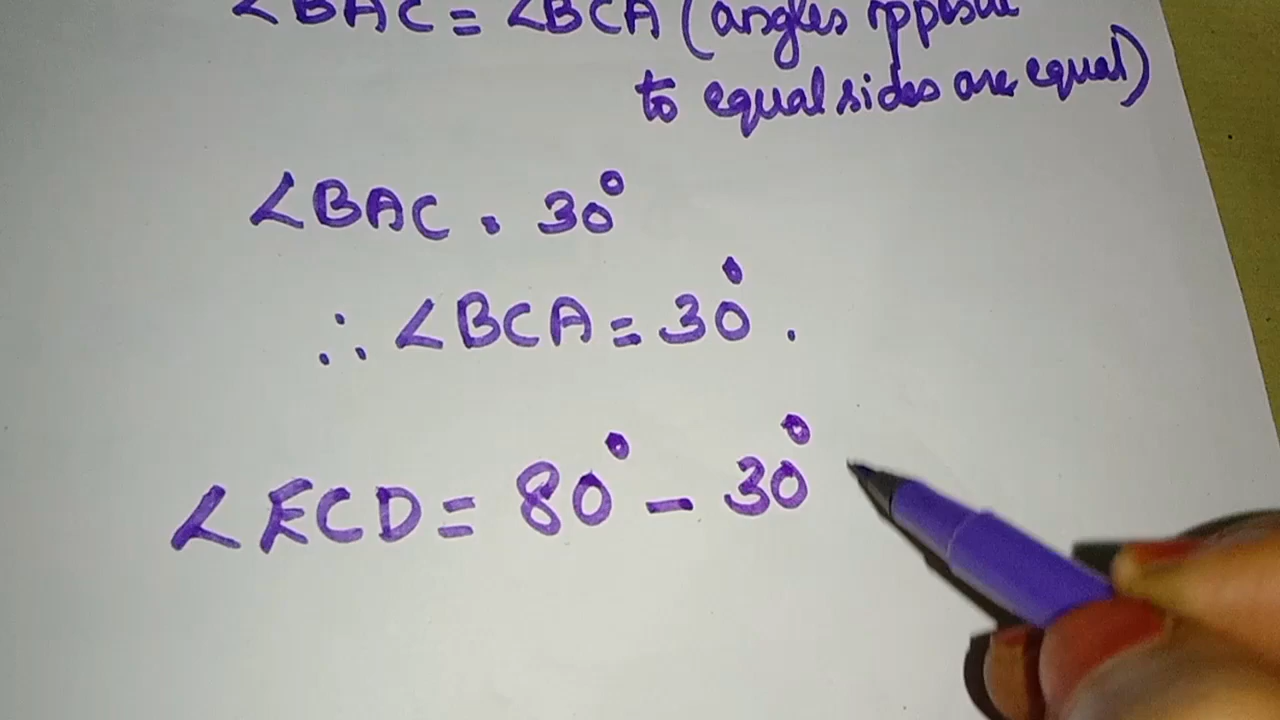 ∠BAC = ∠BCA (angles opposite
to equal sides are equal)
∠BAC . 30°
∴ ∠BCA = 30° .
∠ECD = 80° - 30°